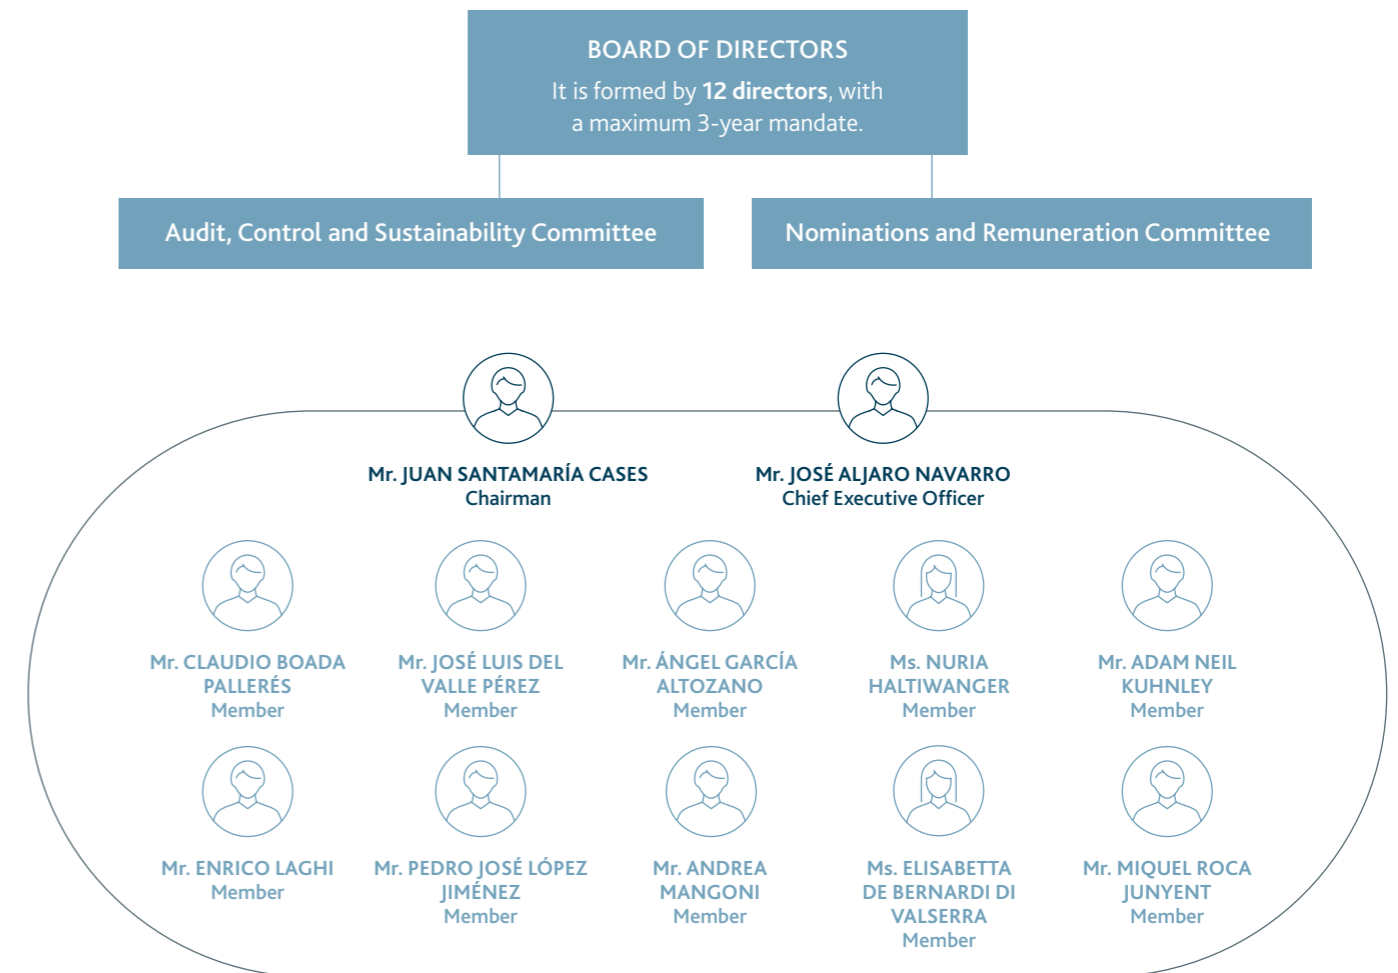 BOARD OF DIRECTORS
It is formed by 12 directors, with
a maximum 3-year mandate.
Audit, Control and Sustainability Committee
Nominations and Remuneration Committee
Mr. JUAN SANTAMARÍA CASES
Chairman
Mr. JOSÉ ALJARO NAVARRO
Chief Executive Officer
Mr. CLAUDIO BOADA
PALLERÉS
Member
Mr. JOSÉ LUIS DEL
VALLE PÉREZ
Member
Mr. ÁNGEL GARCÍA
ALTOZANO
Member
Ms. NURIA
HALTIWANGER
Member
Mr. ADAM NEIL
KUHNLEY
Member
Mr. ENRICO LAGHI
Member
Mr. PEDRO JOSÉ LÓPEZ
JIMÉNEZ
Member
Mr. ANDREA
MANGONI
Member
Ms. ELISABETTA
DE BERNARDI DI
VALSERRA
Member
Mr. MIQUEL ROCA
JUNYENT
Member